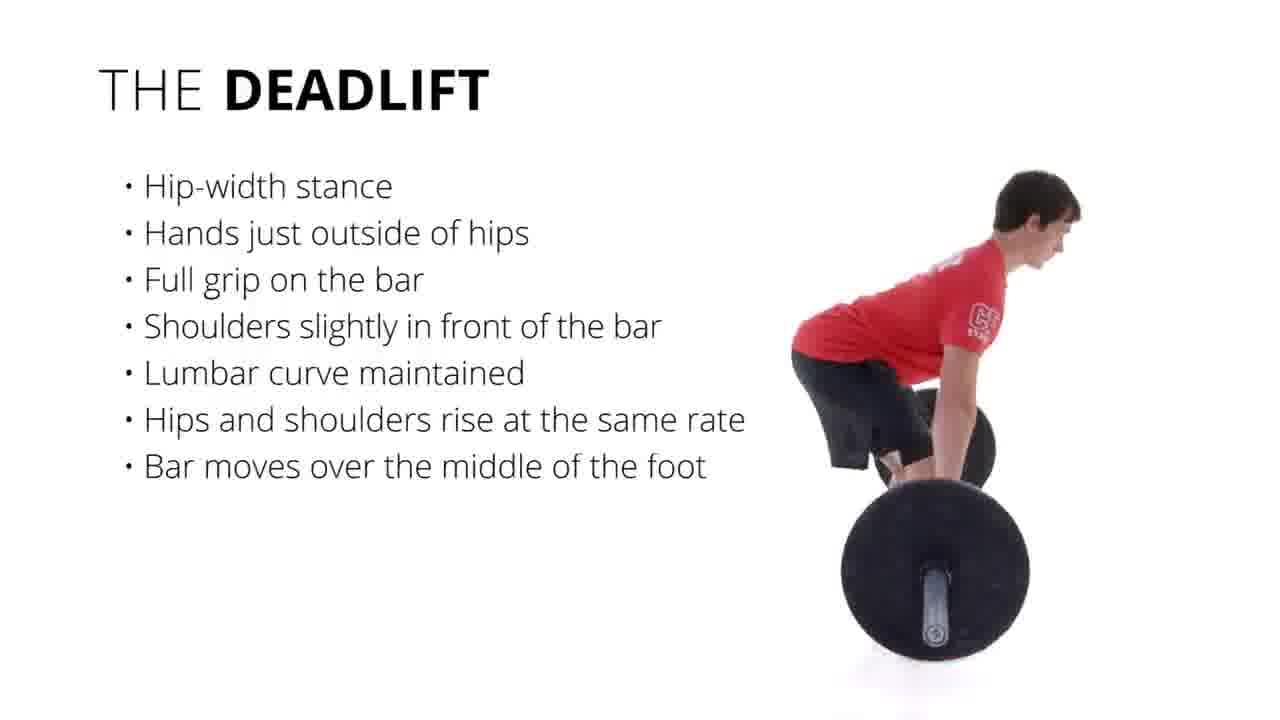 THE DEADLIFT
• Hip-width stance
• Hands just outside of hips
• Full grip on the bar
• Shoulders slightly in front of the bar
• Lumbar curve maintained
• Hips and shoulders rise at the same rate
• Bar moves over the middle of the foot